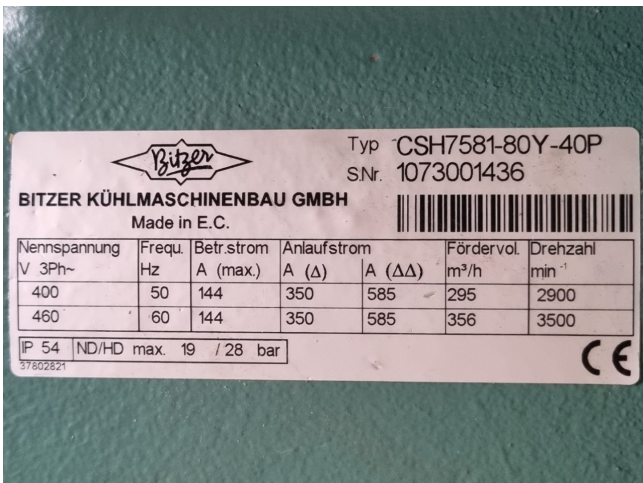 Bitzer
Typ CSH7581-80Y-40P
S.Nr. 1073001436
BITZER KÜHLMASCHINENBAU GMBH
Made in E.C.
Nennspannung Frequ. Betr.strom Anlaufstrom Fördervol. Drehzahl
V 3Ph~ Hz A (max.) A (Δ) A (ΔΔ) m³/h min⁻¹
400 50 144 350 585 295 2900
460 60 144 350 585 356 3500
IP 54 ND/HD max. 19 / 28 bar
37802821
CE